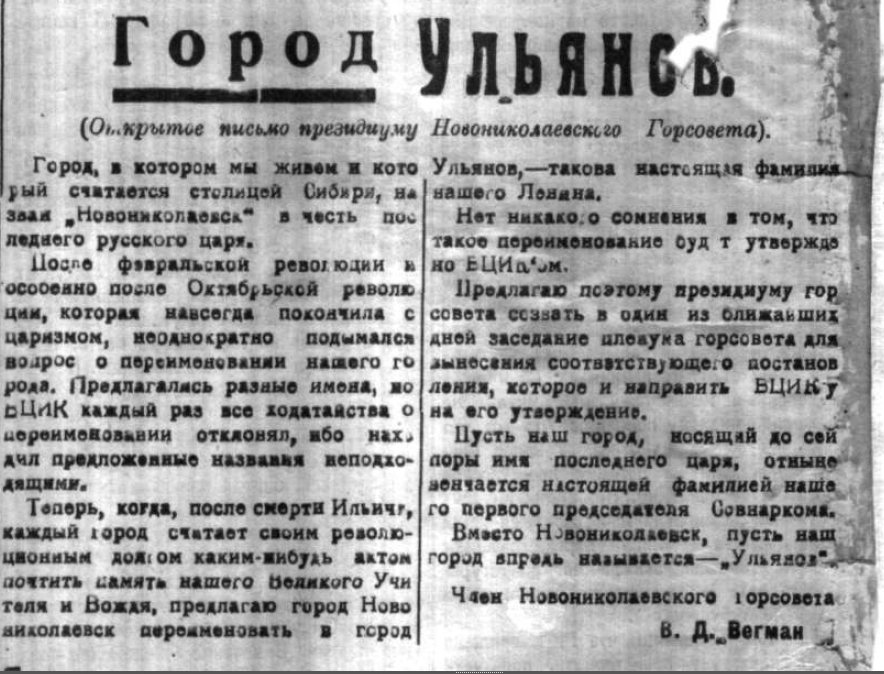 Город Ульянов.
(Открытое письмо президиуму Новониколаевского Горсовета).
Город, в котором мы живем и кото
рый считается столицей Сибири, на
зван „Новониколаевск“ в честь пос
леднего русского царя.
После февральской революции и
особенно после Октябрьской револю
ции, которая навсегда покончила с
царизмом, неоднократно подымался
вопрос о переименовании нашего го
рода. Предлагались разные имена, но
ВЦИК каждый раз все ходатайства о
переименовании отклонял, ибо нахо
дил предложенные названия неподхо-
дящими.
Теперь, когда, после смерти Ильича,
каждый город считает своим револю-
ционным долгом каким-нибудь актом
почтить память нашего Великого Учи
теля и Вождя, предлагаю город Ново
николаевск переименовать в город
Ульянов,—такова настоящая фамилия
нашего Ленина.
Нет никакого сомнения в том, что
такое переименование буд т утвержде
но ВЦИК‘ом.
Предлагаю поэтому президиуму гор
совета созвать в один из ближайших
дней заседание пленума горсовета для
вынесения соответствующего постанов
ления, которое и направить ВЦИК‘у
на его утверждение.
Пусть наш город, носящий до сей
поры имя последнего царя, отныне
венчается настоящей фамилией наше
го первого председателя Совнаркома.
Вместо Новониколаевск, пусть наш
город впредь называется—„Ульянов“.
Член Новониколаевского горсовета
В. Д. Вегман